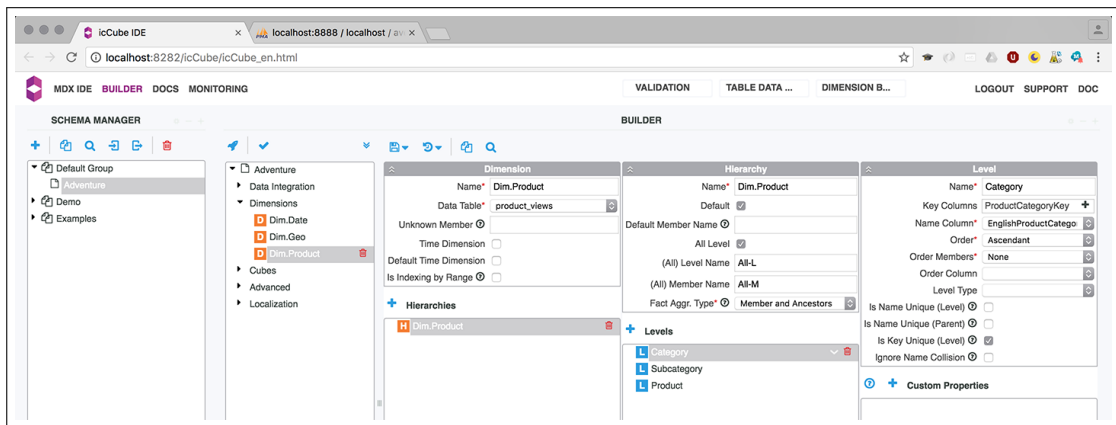 icCube IDE
localhost:8888 / localhost / av
localhost:8282/icCube/icCube_en.html
MDX IDE BUILDER DOCS MONITORING
VALIDATION TABLE DATA ... DIMENSION B...
LOGOUT SUPPORT DOC
SCHEMA MANAGER
BUILDER
Default Group
Adventure
Demo
Examples
Adventure
Data Integration
Dimensions
D Dim.Date
D Dim.Geo
D Dim.Product
Cubes
Advanced
Localization
Dimension
Name* Dim.Product
Data Table* product_views
Unknown Member
Time Dimension
Default Time Dimension
Is Indexing by Range
Hierarchies
H Dim.Product
Hierarchy
Name* Dim.Product
Default
Default Member Name
All Level
(All) Level Name All-L
(All) Member Name All-M
Fact Aggr. Type* Member and Ancestors
Levels
L Category
L Subcategory
L Product
Level
Name* Category
Key Columns ProductCategoryKey
Name Column* EnglishProductCatego
Order* Ascendant
Order Members* None
Order Column
Level Type
Is Name Unique (Level)
Is Name Unique (Parent)
Is Key Unique (Level)
Ignore Name Collision
Custom Properties